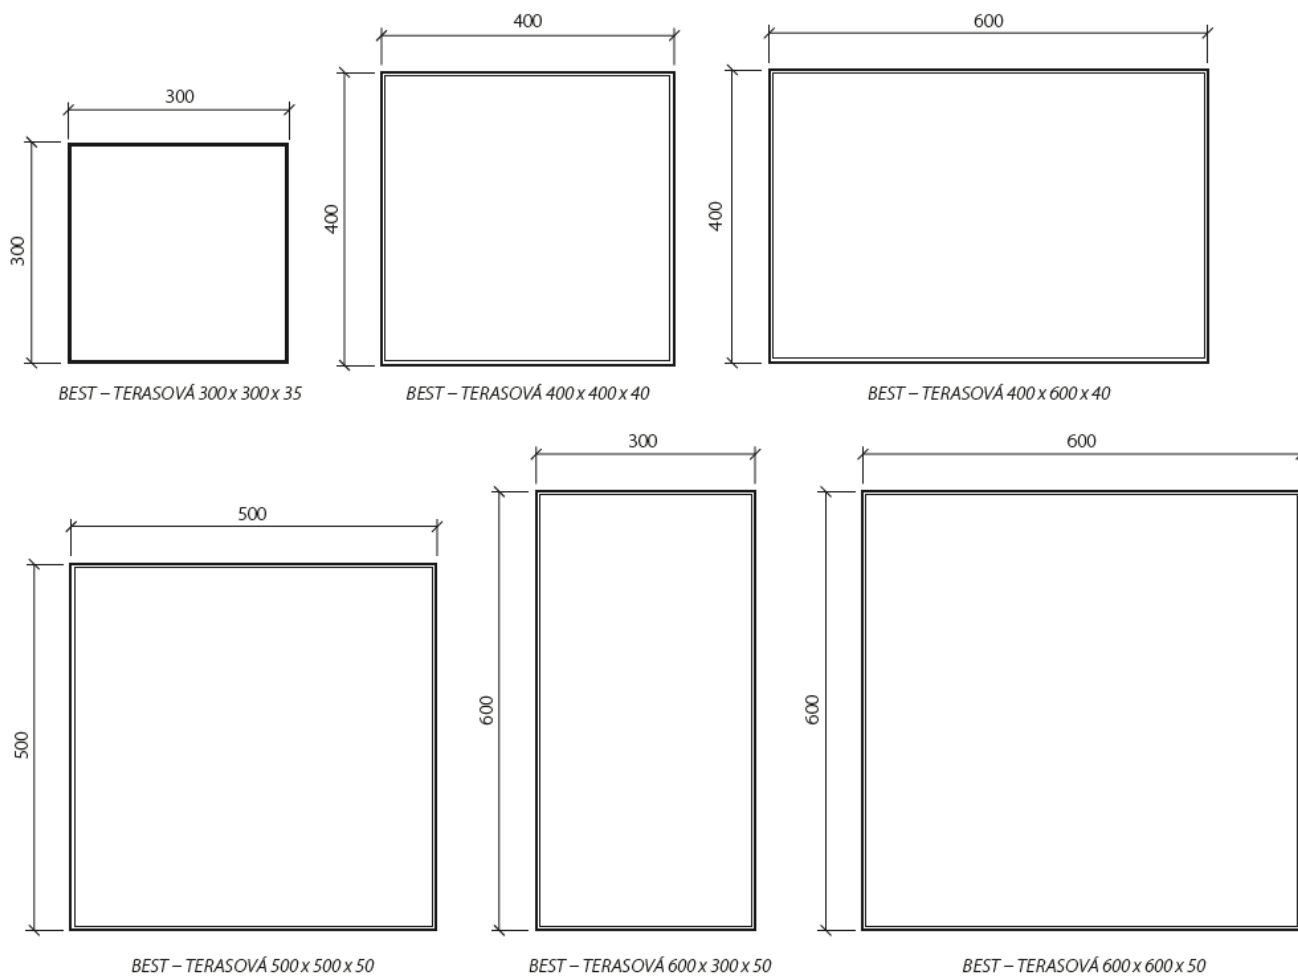 300
300
BEST – TERASOVÁ 300 x 300 x 35
400
400
BEST – TERASOVÁ 400 x 400 x 40
600
400
BEST – TERASOVÁ 400 x 600 x 40
500
500
BEST – TERASOVÁ 500 x 500 x 50
300
600
BEST – TERASOVÁ 600 x 300 x 50
600
600
BEST – TERASOVÁ 600 x 600 x 50